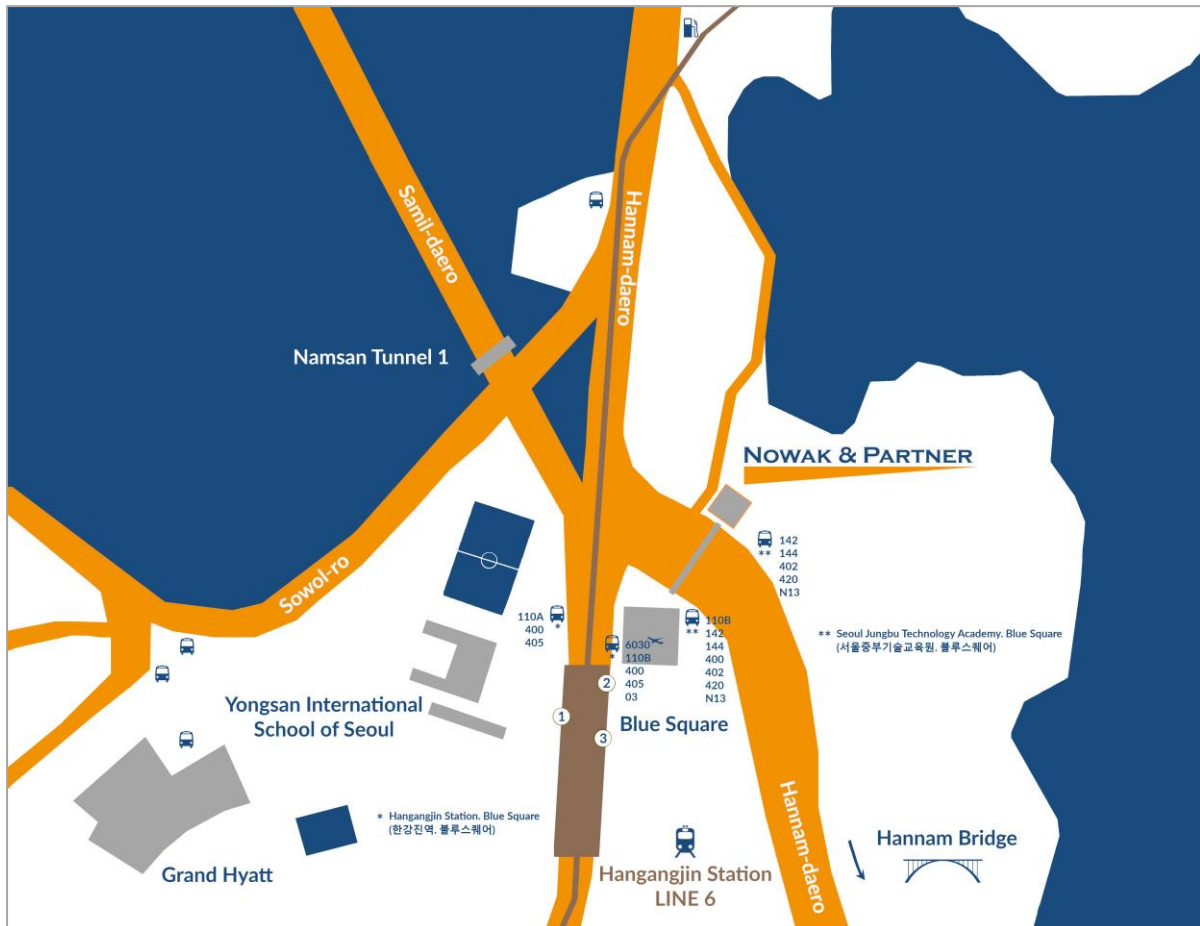 Samil-daero
Hannam-daero
Namsan Tunnel 1
NOWAK & PARTNER
Sowol-ro
142
** 144
402
420
N13
110A
400 *
405
6030
* 110B
400
405
03
110B
** 142
144
400
402
420
N13
** Seoul Jungbu Technology Academy. Blue Square
(서울중부기술교육원. 블루스퀘어)
2
1
3
Yongsan International
School of Seoul
Blue Square
Hannam-daero
* Hangangjin Station. Blue Square
(한강진역. 블루스퀘어)
Hannam Bridge
Grand Hyatt
Hangangjin Station
LINE 6